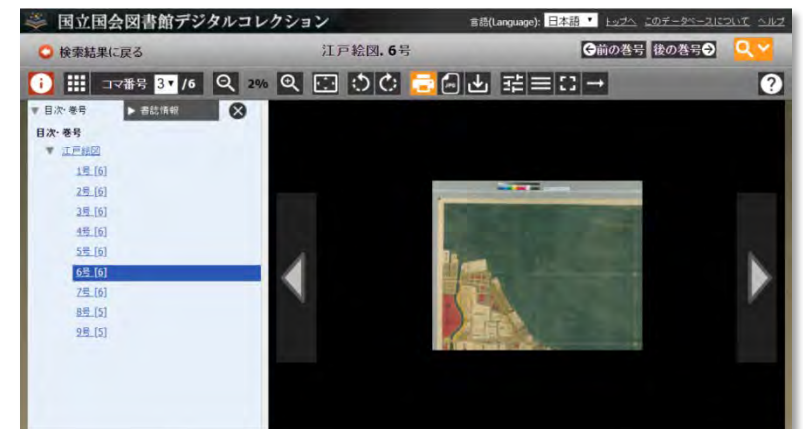 国立国会図書館デジタルコレクション
言語(Language): 日本語 トップへ このデータベースについて ヘルプ
検索結果に戻る
江戸絵図. 6号
前の巻号 後の巻号
コマ番号 3 /6 2%
▼ 目次・巻号 ▶ 書誌情報
目次・巻号
▼ 江戸絵図
1号 [6]
2号 [6]
3号 [6]
4号 [6]
5号 [6]
6号 [6]
7号 [6]
8号 [5]
9号 [5]